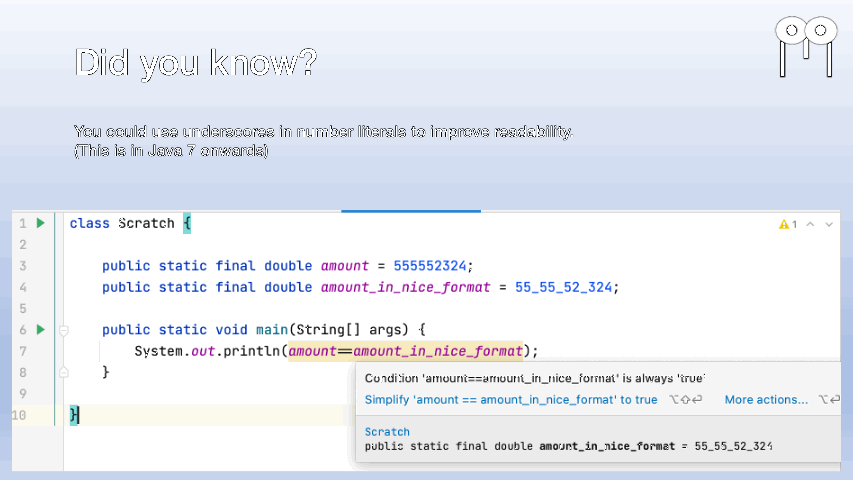 Did you know?
You could use underscores in number literals to improve readability.
(This is in Java 7 onwards)
1 class Scratch {
1
2
3 public static final double amount = 555552324;
4 public static final double amount_in_nice_format = 55_55_52_324;
5
6 public static void main(String[] args) {
7 System.out.println(amount==amount_in_nice_format);
8 }
9
10 }
Condition 'amount==amount_in_nice_format' is always 'true'
Simplify 'amount == amount_in_nice_format' to true ⌥⇧⏎ More actions... ⌥⏎
Scratch
public static final double amount_in_nice_format = 55_55_52_324